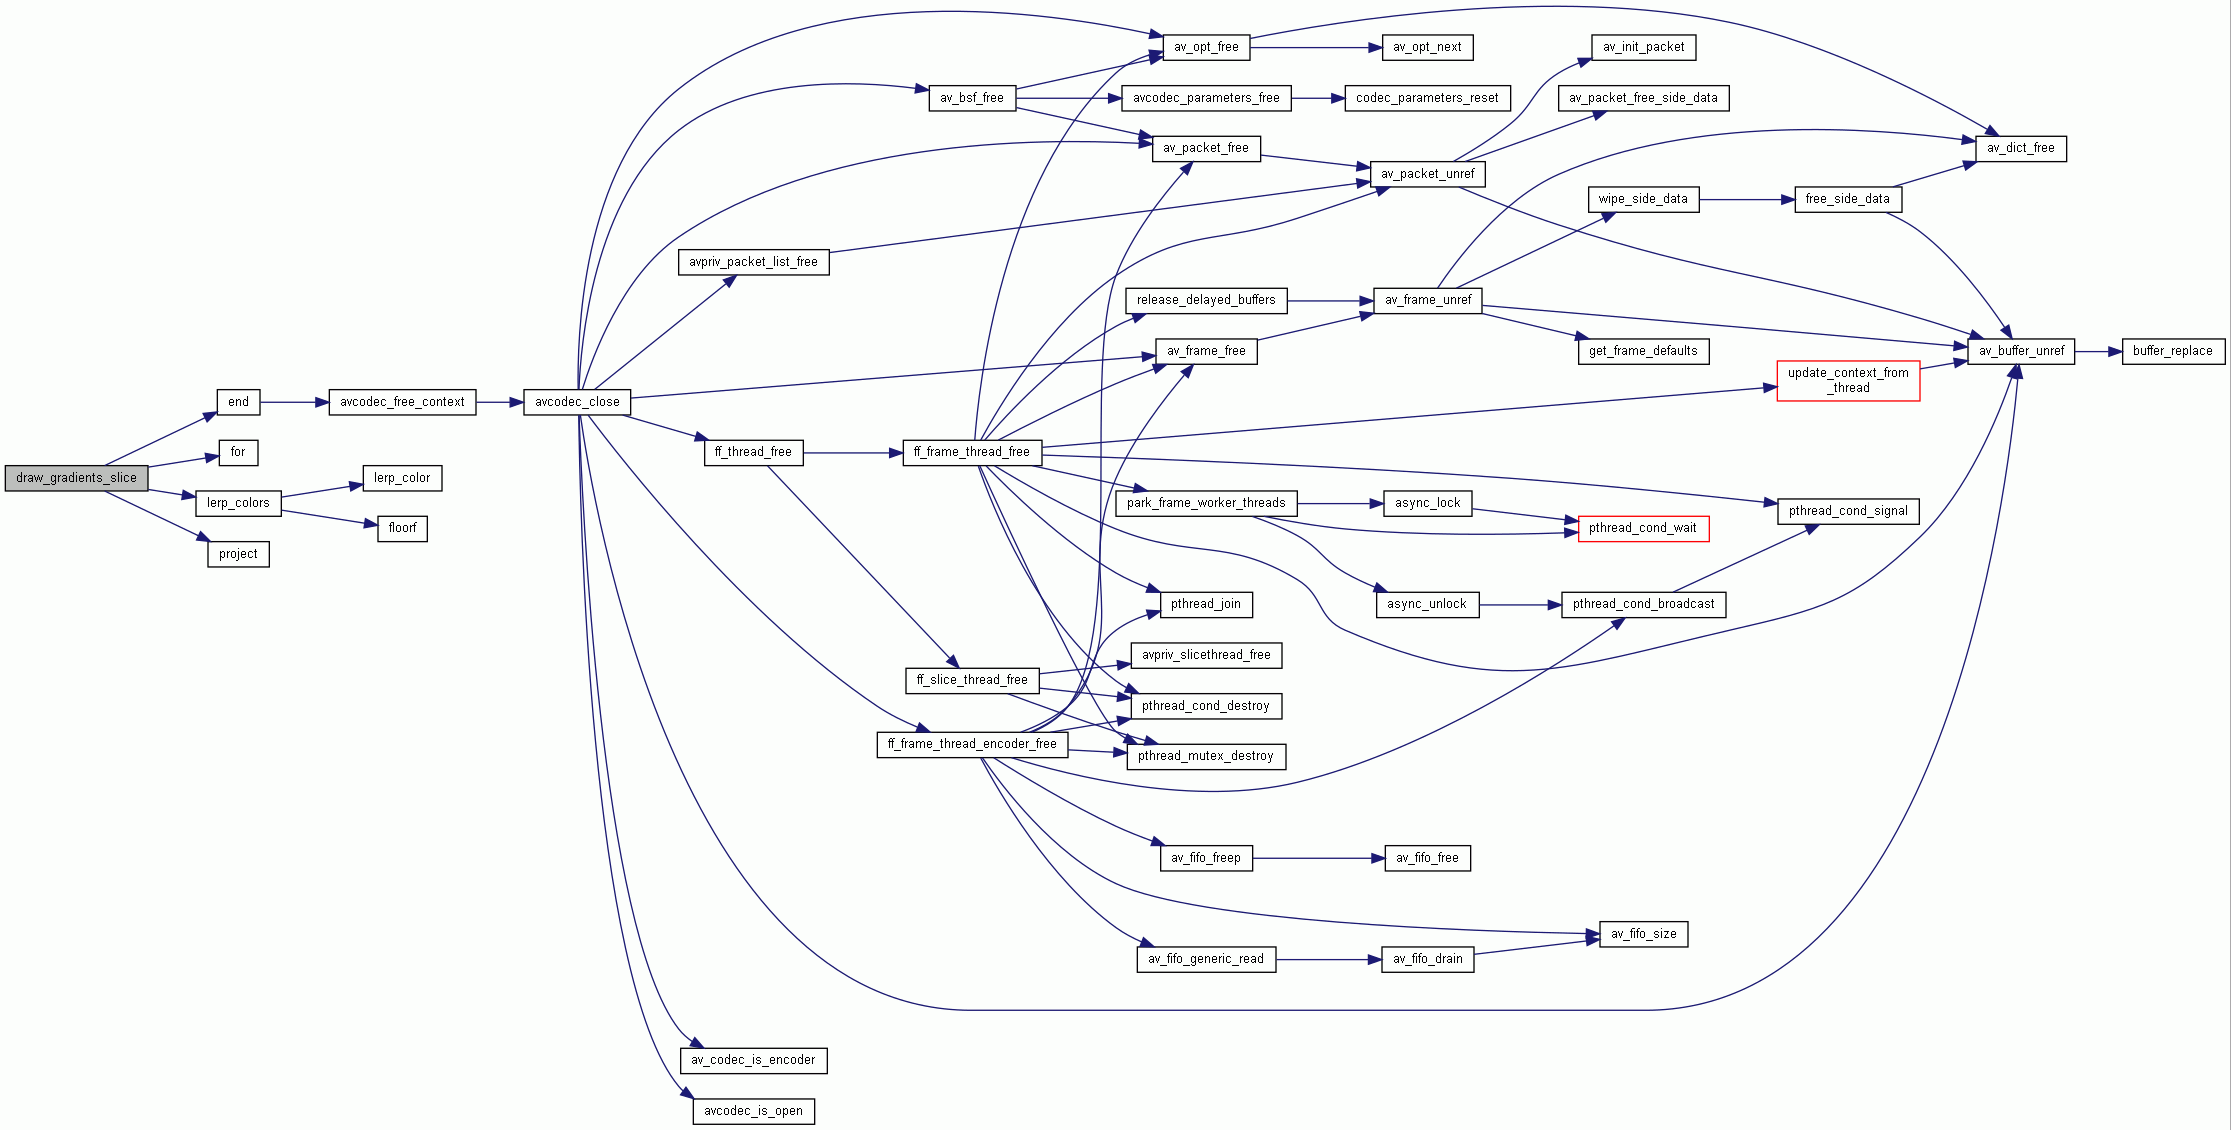 av_opt_free
av_opt_next
av_init_packet
av_bsf_free
avcodec_parameters_free
codec_parameters_reset
av_packet_free_side_data
av_packet_free
av_dict_free
av_packet_unref
wipe_side_data
free_side_data
avpriv_packet_list_free
release_delayed_buffers
av_frame_unref
av_frame_free
get_frame_defaults
av_buffer_unref
buffer_replace
update_context_from
_thread
end
avcodec_free_context
avcodec_close
for
ff_thread_free
ff_frame_thread_free
draw_gradients_slice
lerp_color
lerp_colors
park_frame_worker_threads
async_lock
pthread_cond_signal
floorf
pthread_cond_wait
project
pthread_join
async_unlock
pthread_cond_broadcast
avpriv_slicethread_free
ff_slice_thread_free
pthread_cond_destroy
ff_frame_thread_encoder_free
pthread_mutex_destroy
av_fifo_freep
av_fifo_free
av_fifo_size
av_fifo_generic_read
av_fifo_drain
av_codec_is_encoder
avcodec_is_open